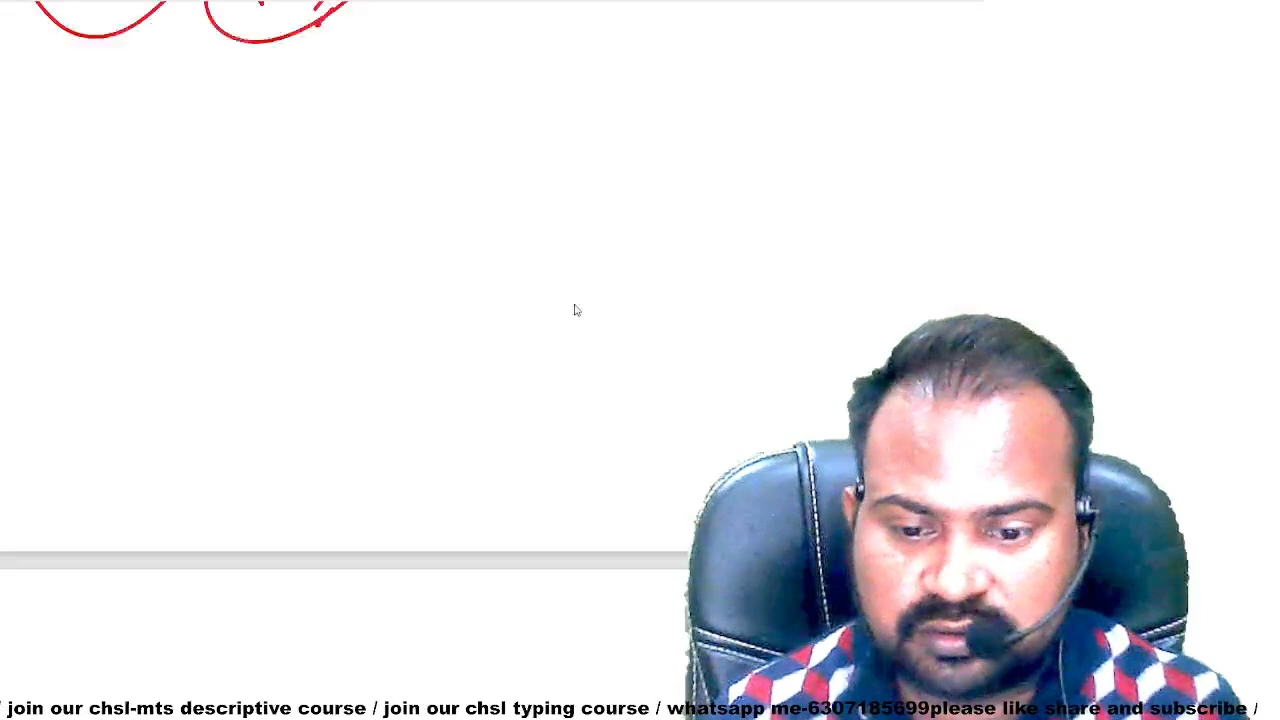 / join our chsl-mts descriptive course / join our chsl typing course / whatsapp me-6307185699please like share and subscribe /